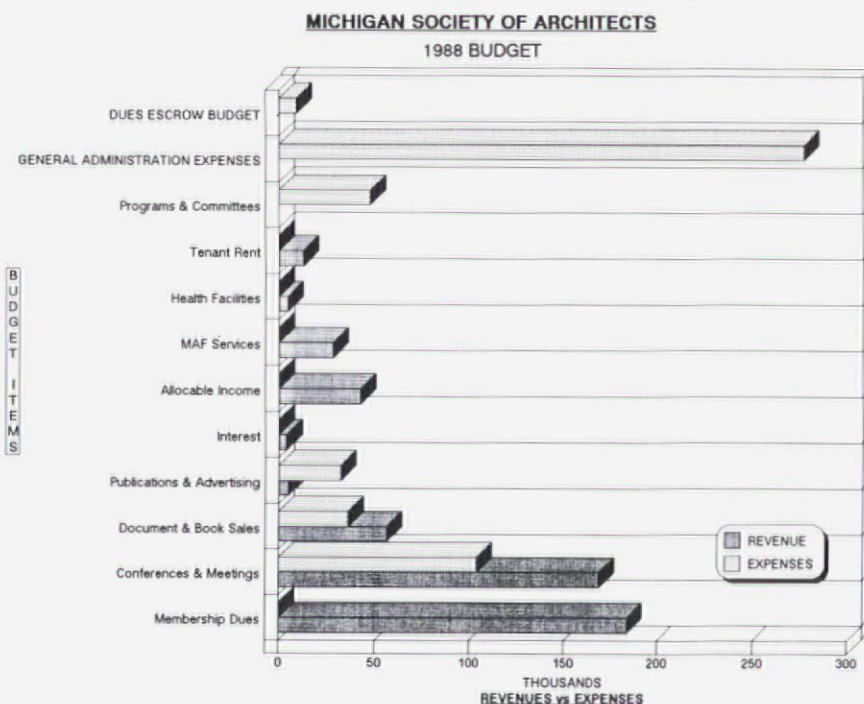 MICHIGAN SOCIETY OF ARCHITECTS
1988 BUDGET
DUES ESCROW BUDGET
GENERAL ADMINISTRATION EXPENSES
Programs & Committees
Tenant Rent
Health Facilities
MAF Services
Allocable Income
Interest
Publications & Advertising
Document & Book Sales
Conferences & Meetings
Membership Dues
BUDGET ITEMS
REVENUE
EXPENSES
0 50 100 150 200 250 300
THOUSANDS
REVENUES vs EXPENSES